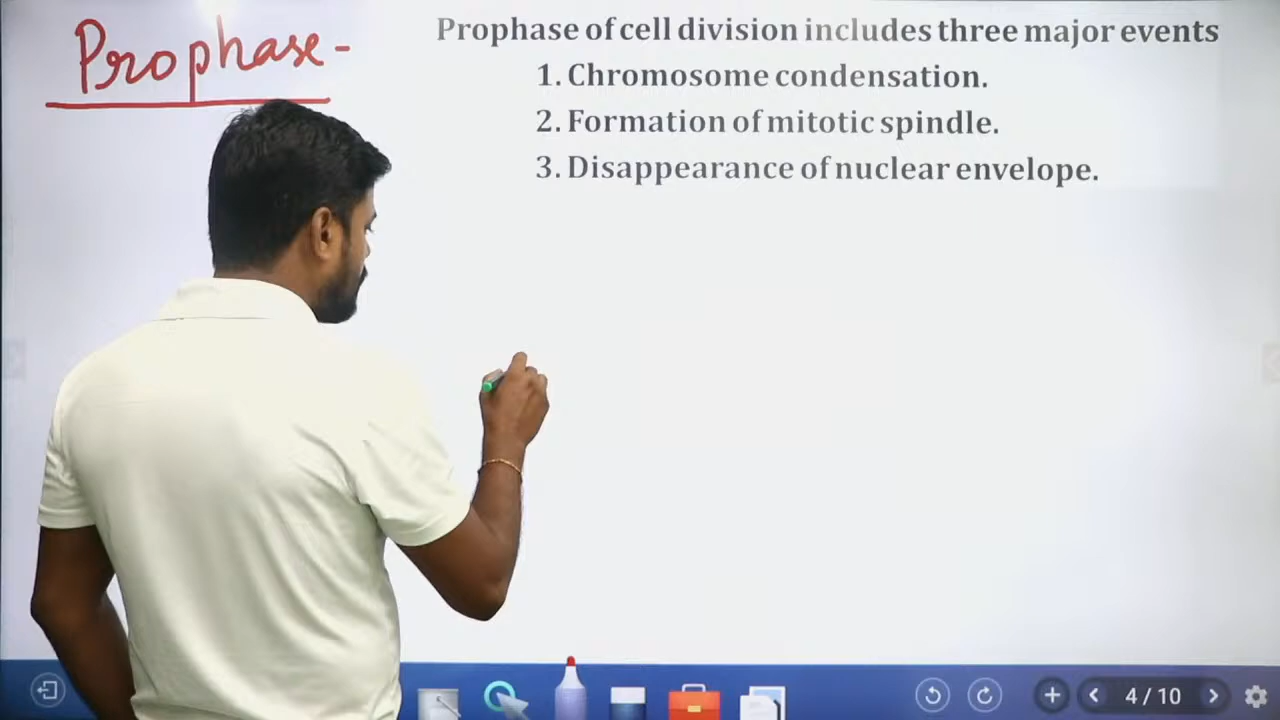 Prophase-
Prophase of cell division includes three major events
1. Chromosome condensation.
2. Formation of mitotic spindle.
3. Disappearance of nuclear envelope.
4 / 10